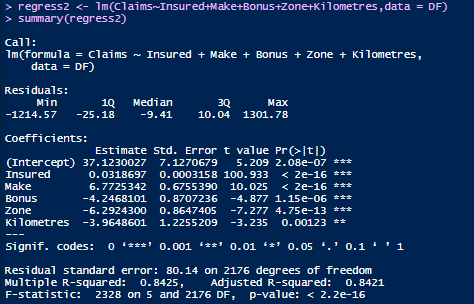 > regress2 <- lm(Claims~Insured+Make+Bonus+Zone+Kilometres,data = DF)
> summary(regress2)

Call:
lm(formula = Claims ~ Insured + Make + Bonus + Zone + Kilometres,
    data = DF)

Residuals:
     Min       1Q   Median       3Q      Max
-1214.57   -25.18    -9.41    10.04  1301.78

Coefficients:
              Estimate Std. Error t value Pr(>|t|)
(Intercept) 37.1230027  7.1270679   5.209 2.08e-07 ***
Insured      0.0318697  0.0003158 100.933  < 2e-16 ***
Make         6.7725342  0.6755390  10.025  < 2e-16 ***
Bonus       -4.2468101  0.8707236  -4.877 1.15e-06 ***
Zone        -6.2924300  0.8647405  -7.277 4.75e-13 ***
Kilometres  -3.9648601  1.2255209  -3.235  0.00123 **
---
Signif. codes:  0 ‘***’ 0.001 ‘**’ 0.01 ‘*’ 0.05 ‘.’ 0.1 ‘ ’ 1

Residual standard error: 80.14 on 2176 degrees of freedom
Multiple R-squared:  0.8425,    Adjusted R-squared:  0.8421
F-statistic:  2328 on 5 and 2176 DF,  p-value: < 2.2e-16